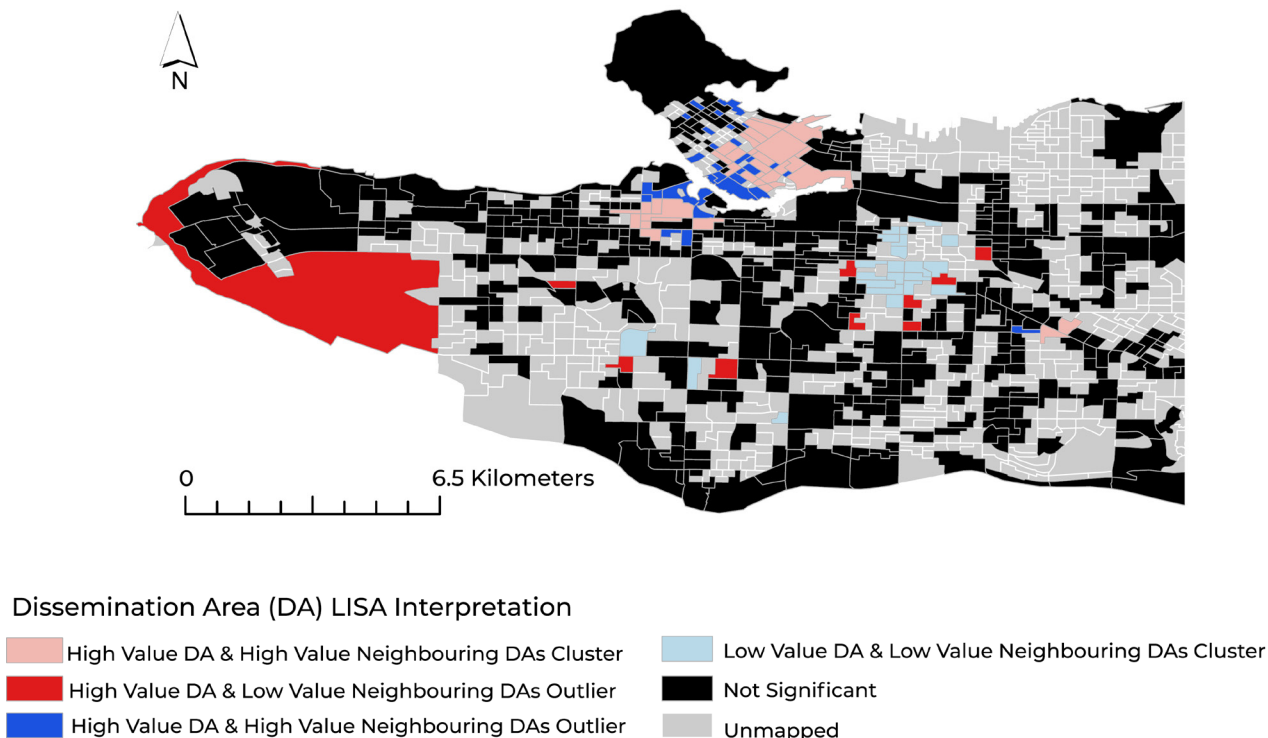 N
0 6.5 Kilometers
Dissemination Area (DA) LISA Interpretation
High Value DA & High Value Neighbouring DAs Cluster
High Value DA & Low Value Neighbouring DAs Outlier
High Value DA & High Value Neighbouring DAs Outlier
Low Value DA & Low Value Neighbouring DAs Cluster
Not Significant
Unmapped